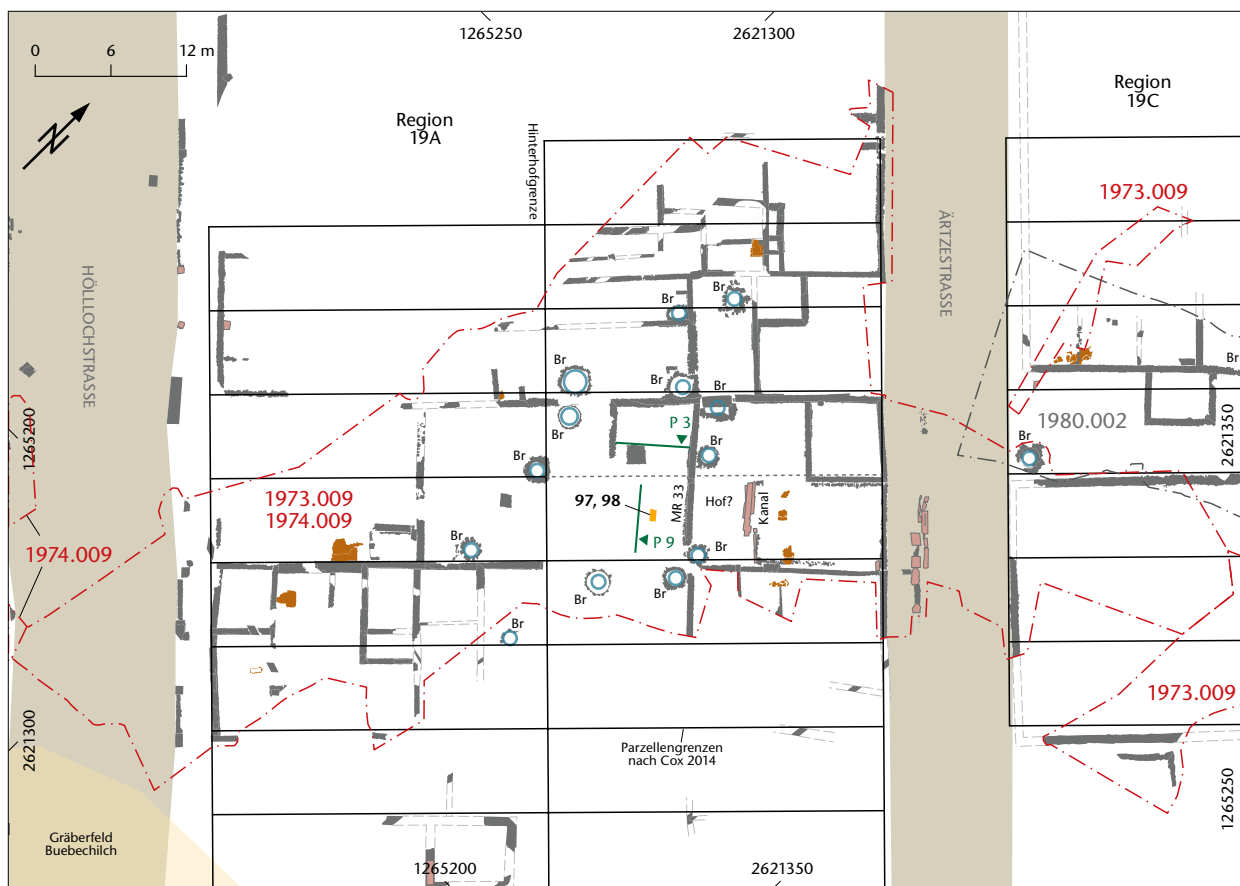 1265250
2621300
0 6 12 m
N
Region
19A
Region
19C
Hinterhofgrenze
1973.009
ÄRTZESTRASSE
HÖLLOCHSTRASSE
Br
Br
Br
Br
Br
Br
Br
1980.002
2621350
1265200
P 3
Br
Br
Br
1973.009
1974.009
97, 98
MR 33
Hof?
Kanal
1974.009
Br
P 9
Br
Br
Br
Br
1973.009
2621300
Parzellengrenzen
nach Cox 2014
1265250
Gräberfeld
Buebechilch
1265200
2621350